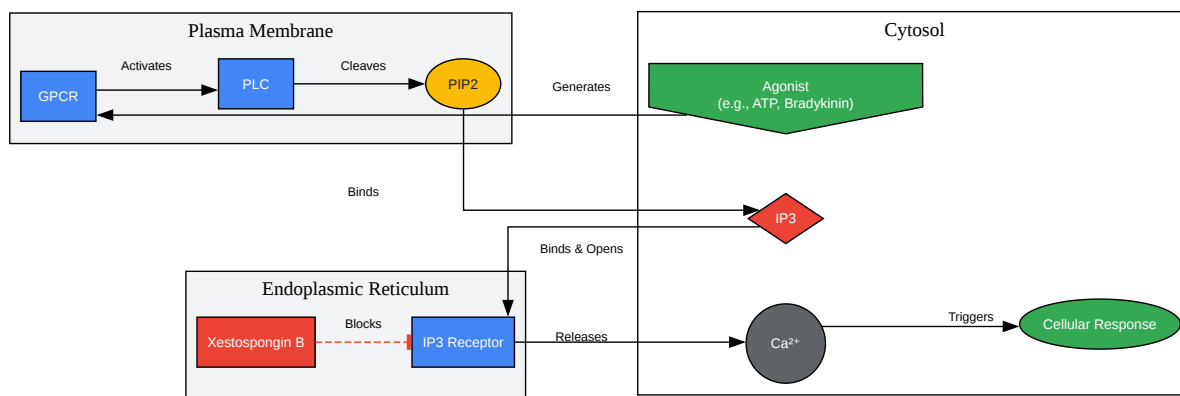 Plasma Membrane
Cytosol
Activates
Cleaves
GPCR
PLC
PIP2
Generates
Agonist
(e.g., ATP, Bradykinin)
Binds
IP3
Binds & Opens
Endoplasmic Reticulum
Xestospongin B
Blocks
IP3 Receptor
Releases
Ca²⁺
Triggers
Cellular Response